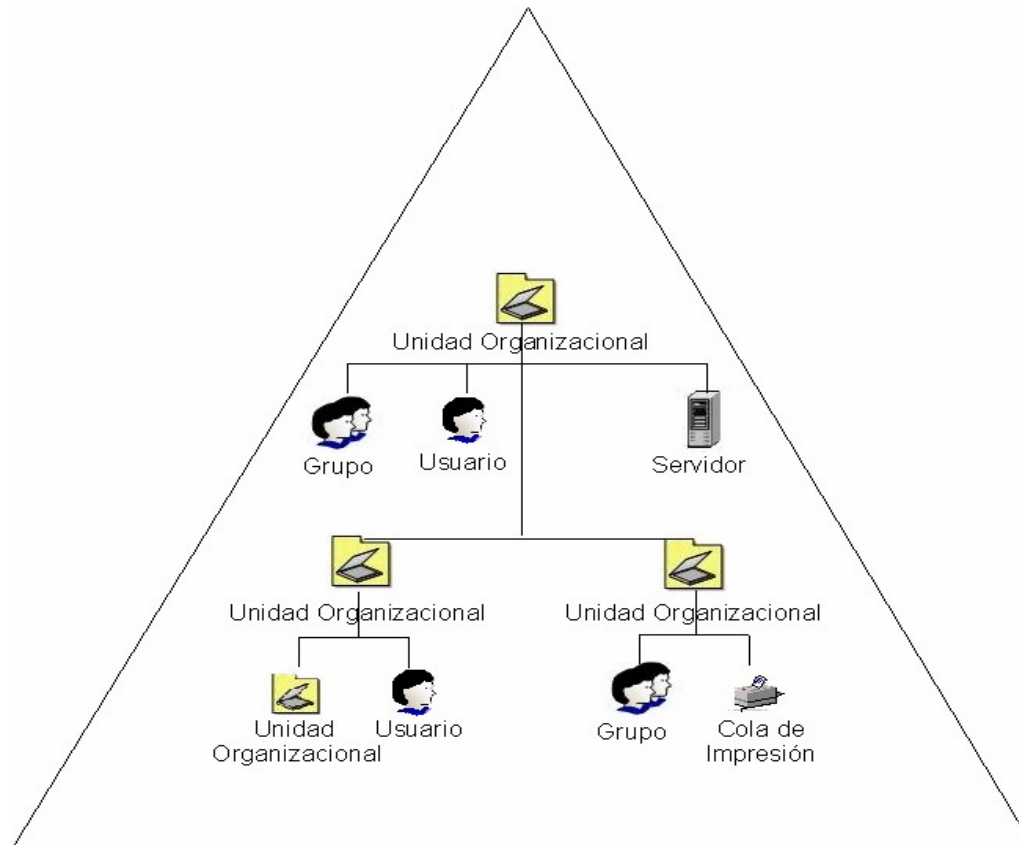 Unidad Organizacional
Grupo
Usuario
Servidor
Unidad Organizacional
Unidad Organizacional
Unidad
Organizacional
Usuario
Grupo
Cola de
Impresión